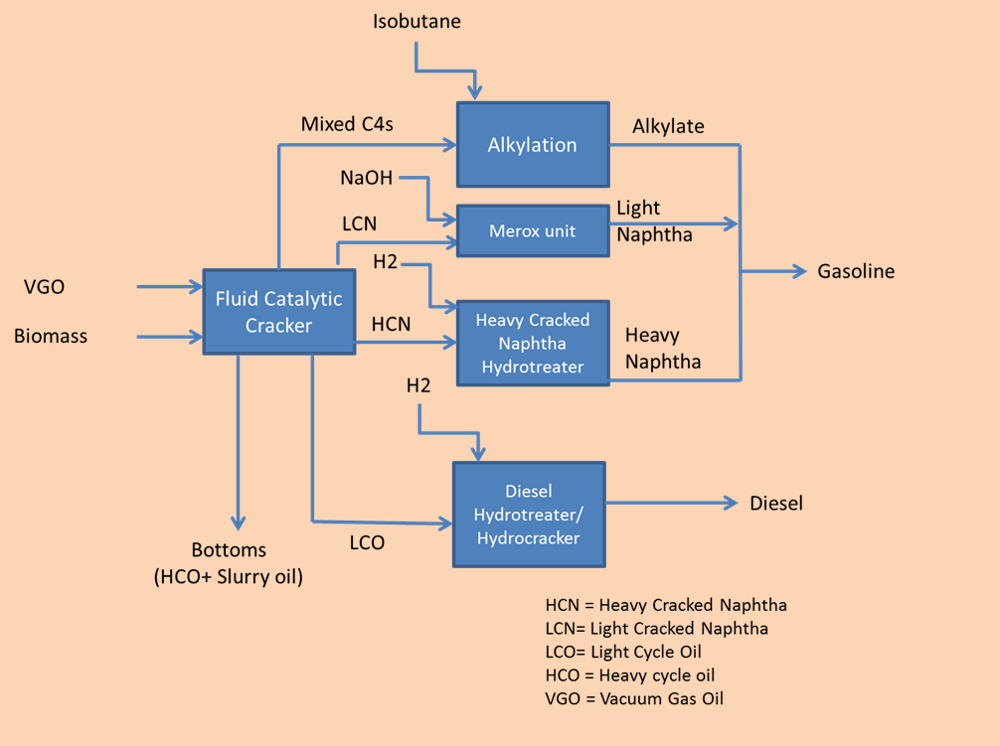 Isobutane
Mixed C4s
Alkylation
Alkylate
NaOH
LCN
Merox unit
Light
Naphtha
H2
VGO
Biomass
Fluid Catalytic
Cracker
HCN
Heavy Cracked
Naphtha
Hydrotreater
Heavy
Naphtha
Gasoline
H2
Diesel
Hydrotreater/
Hydrocracker
Diesel
LCO
Bottoms
(HCO+ Slurry oil)
HCN = Heavy Cracked Naphtha
LCN= Light Cracked Naphtha
LCO= Light Cycle Oil
HCO = Heavy cycle oil
VGO = Vacuum Gas Oil